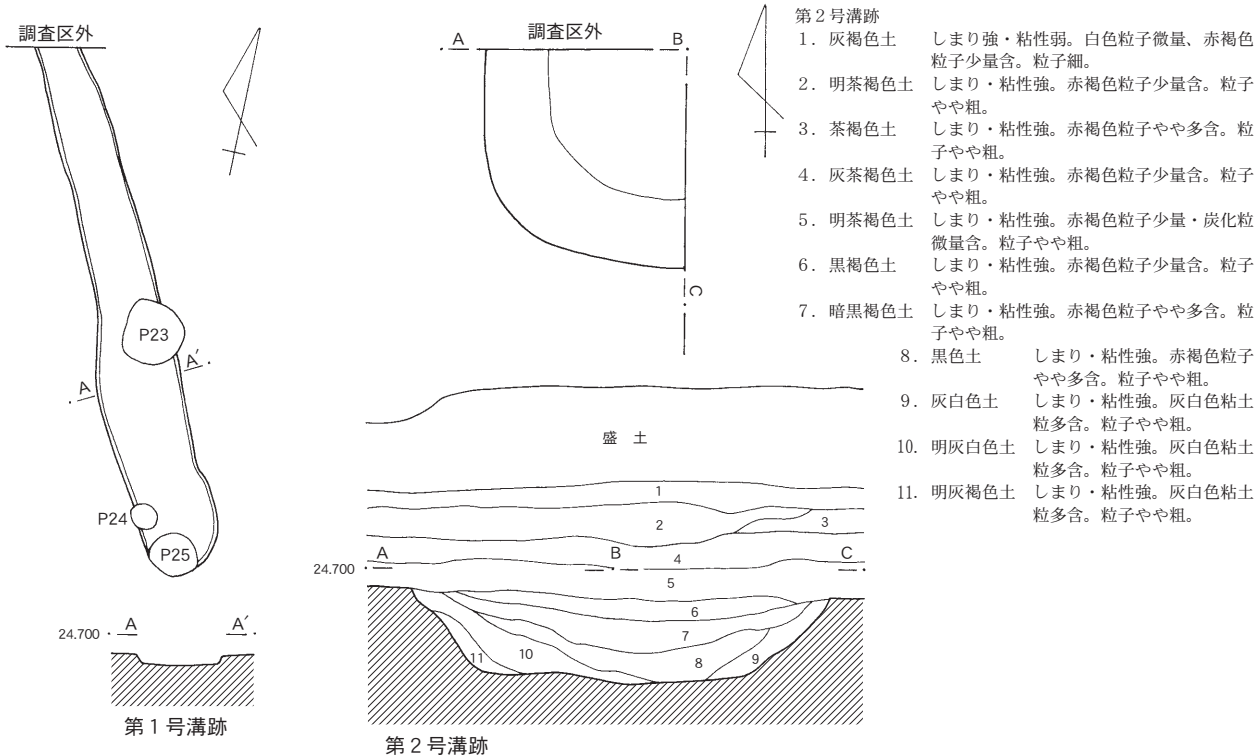 調査区外
P23
A
A′
P24
P25
24.700
A
A′
第1号溝跡
調査区外
A
B
C
盛 土
1
2
3
A
B
C
24.700
4
5
6
7
8
9
10
11
第2号溝跡
第2号溝跡
1. 灰褐色土 しまり強・粘性弱。白色粒子微量、赤褐色
粒子少量含。粒子細。
2. 明茶褐色土 しまり・粘性強。赤褐色粒子少量含。粒子
やや粗。
3. 茶褐色土 しまり・粘性強。赤褐色粒子やや多含。粒
子やや粗。
4. 灰茶褐色土 しまり・粘性強。赤褐色粒子少量含。粒子
やや粗。
5. 明茶褐色土 しまり・粘性強。赤褐色粒子少量・炭化粒
微量含。粒子やや粗。
6. 黒褐色土 しまり・粘性強。赤褐色粒子少量含。粒子
やや粗。
7. 暗黒褐色土 しまり・粘性強。赤褐色粒子やや多含。粒
子やや粗。
8. 黒色土 しまり・粘性強。赤褐色粒子
やや多含。粒子やや粗。
9. 灰白色土 しまり・粘性強。灰白色粘土
粒多含。粒子やや粗。
10. 明灰白色土 しまり・粘性強。灰白色粘土
粒多含。粒子やや粗。
11. 明灰褐色土 しまり・粘性強。灰白色粘土
粒多含。粒子やや粗。